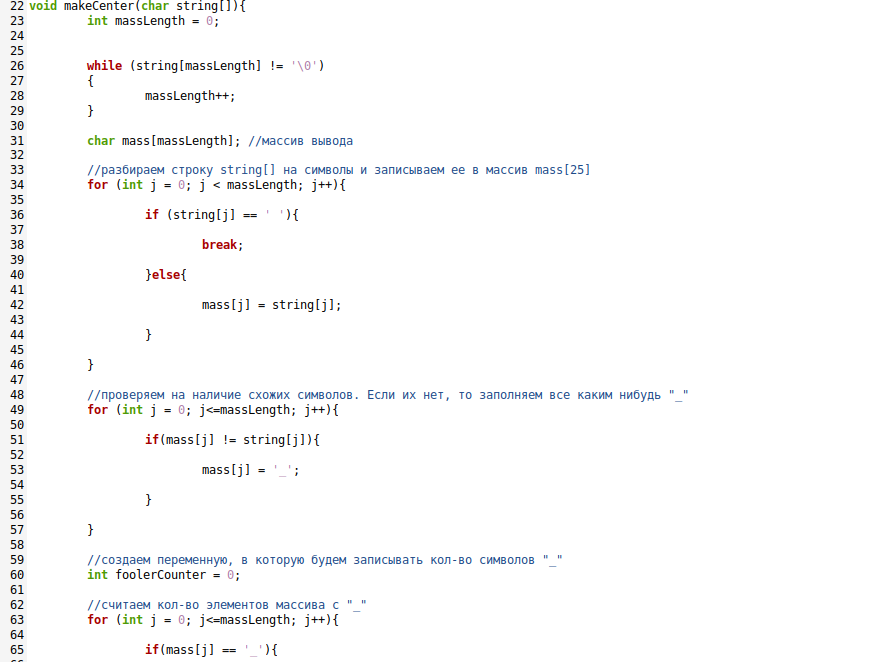 22 void makeCenter(char string[]){
23 int massLength = 0;
24
25
26 while (string[massLength] != '\0')
27 {
28 massLength++;
29 }
30
31 char mass[massLength]; //массив вывода
32
33 //разбираем строку string[] на символы и записываем ее в массив mass[25]
34 for (int j = 0; j < massLength; j++){
35
36 if (string[j] == ' '){
37
38 break;
39
40 }else{
41
42 mass[j] = string[j];
43
44 }
45
46 }
47
48 //проверяем на наличие схожих символов. Если их нет, то заполняем все каким нибудь "_"
49 for (int j = 0; j<=massLength; j++){
50
51 if(mass[j] != string[j]){
52
53 mass[j] = '_';
54
55 }
56
57 }
58
59 //создаем переменную, в которую будем записывать кол-во символов "_"
60 int foolerCounter = 0;
61
62 //считаем кол-во элементов массива с "_"
63 for (int j = 0; j<=massLength; j++){
64
65 if(mass[j] == '_'){